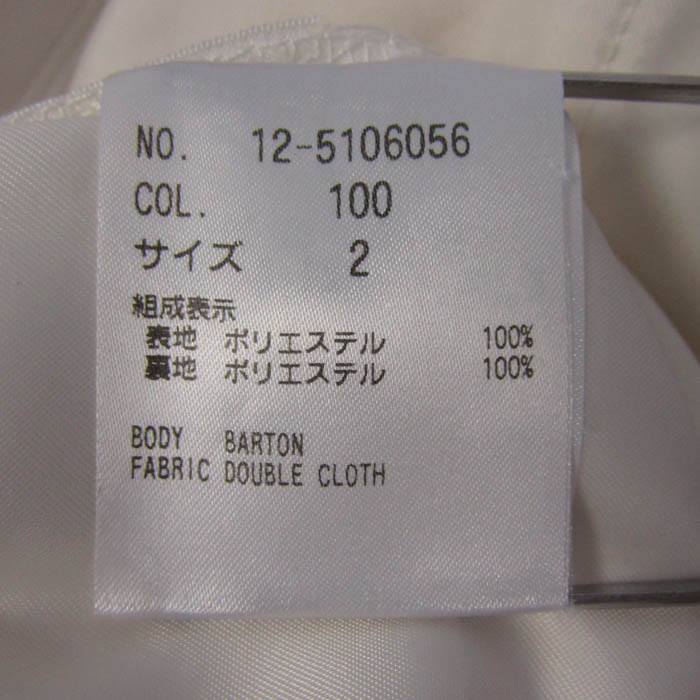 NO. 12-5106056
COL. 100
サイズ 2
組成表示
表地 ポリエステル 100%
裏地 ポリエステル 100%
BODY BARTON
FABRIC DOUBLE CLOTH